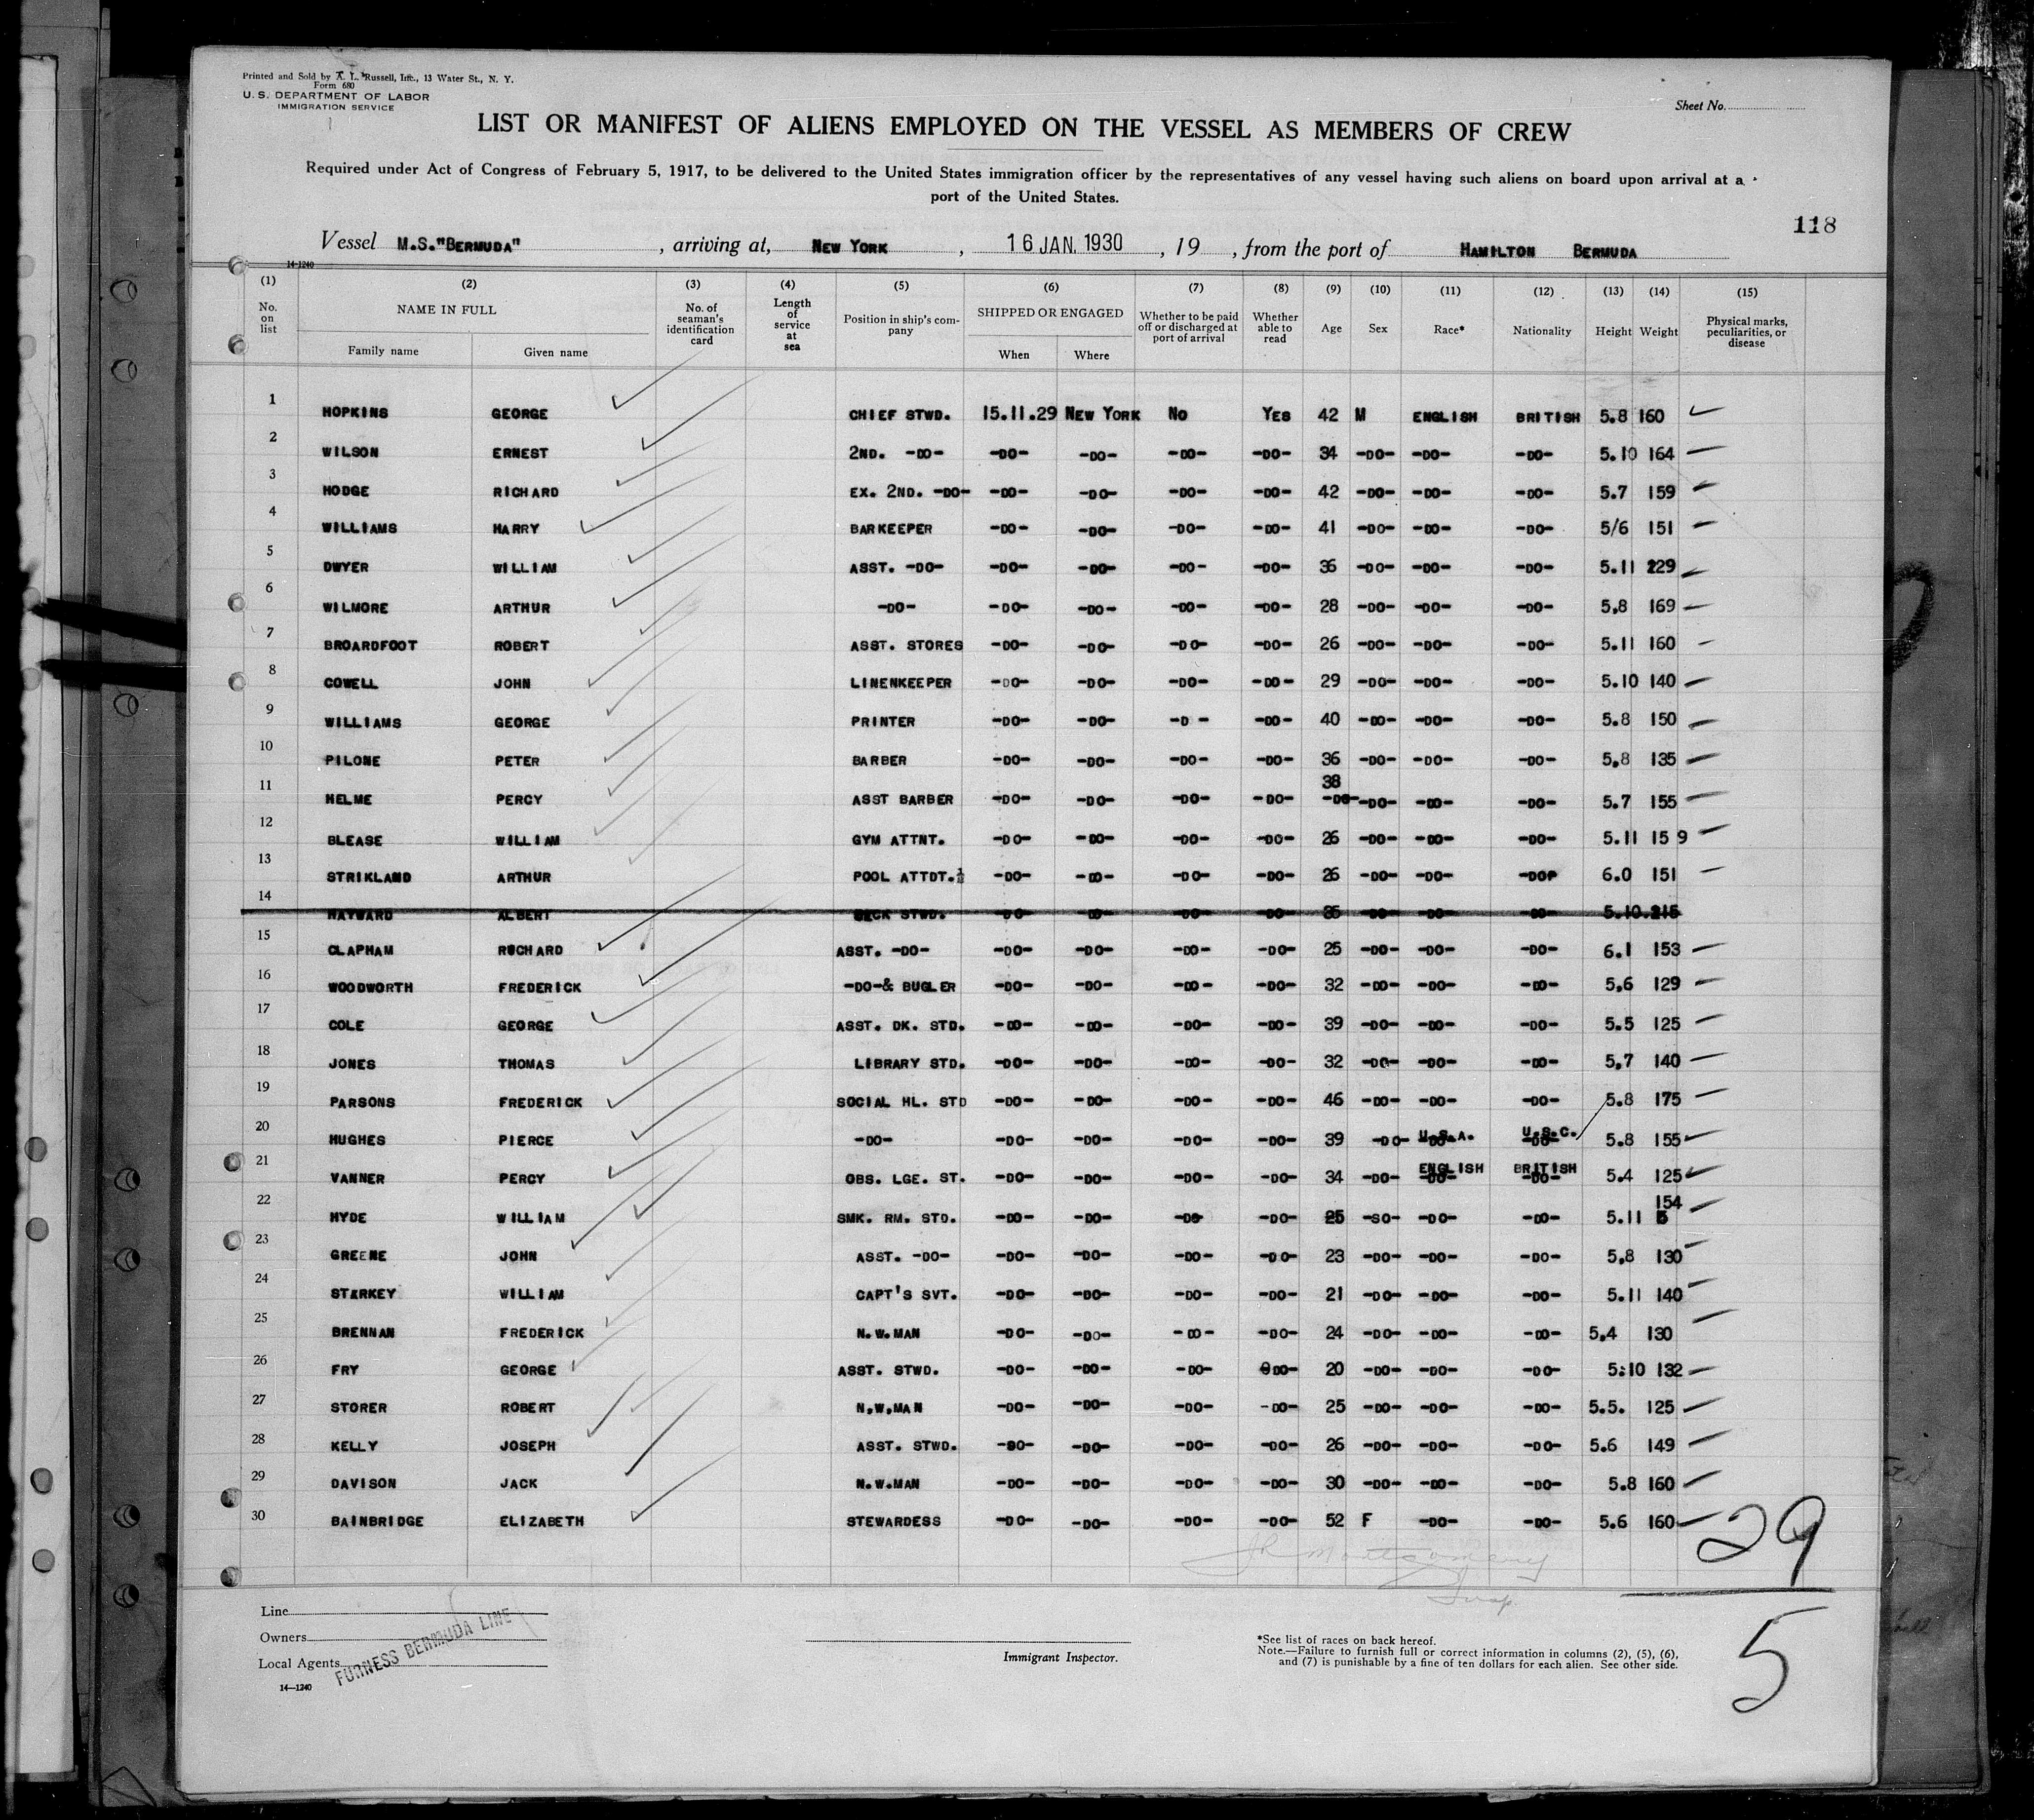 Printed and Sold by A. L. Russell, Inc., 13 Water St., N. Y.
Form 680
U. S. DEPARTMENT OF LABOR
IMMIGRATION SERVICE
Sheet No.
LIST OR MANIFEST OF ALIENS EMPLOYED ON THE VESSEL AS MEMBERS OF CREW
Required under Act of Congress of February 5, 1917, to be delivered to the United States immigration officer by the representatives of any vessel having such aliens on board upon arrival at a
port of the United States.
118
Vessel M.S."BERMUDA" , arriving at, NEW YORK , 16 JAN. 1930 , 19 , from the port of HAMILTON BERMUDA
14-1240
(1) (2) (3) (4) (5) (6) (7) (8) (9) (10) (11) (12) (13) (14) (15)
No. on list NAME IN FULL Family name Given name No. of seaman's identification card Length of service at sea Position in ship's company SHIPPED OR ENGAGED When Where Whether to be paid off or discharged at port of arrival Whether able to read Age Sex Race* Nationality Height Weight Physical marks, peculiarities, or disease
1 HOPKINS GEORGE CHIEF STWD. 15.11.29 NEW YORK NO YES 42 M ENGLISH BRITISH 5.8 160
2 WILSON ERNEST 2ND. -DO- -DO- -DO- -DO- -DO- 34 -DO- -DO- -DO- 5.10 164
3 HODGE RICHARD EX. 2ND. -DO- -DO- -DO- -DO- -DO- 42 -DO- -DO- -DO- 5.7 159
4 WILLIAMS HARRY BARKEEPER -DO- -DO- -DO- -DO- 41 -DO- -DO- -DO- 5/6 151
5 DWYER WILLIAM ASST. -DO- -DO- -DO- -DO- -DO- 36 -DO- -DO- -DO- 5.11 229
6 WILMORE ARTHUR -DO- -DO- -DO- -DO- -DO- 28 -DO- -DO- -DO- 5,8 169
7 BROARDFOOT ROBERT ASST. STORES -DO- -DO- -DO- -DO- 26 -DO- -DO- -DO- 5.11 160
8 COWELL JOHN LINENKEEPER -DO- -DO- -DO- -DO- 29 -DO- -DO- -DO- 5.10 140
9 WILLIAMS GEORGE PRINTER -DO- -DO- -D - -DO- 40 -DO- -DO- -DO- 5.8 150
10 PILONE PETER BARBER -DO- -DO- -DO- -DO- 36 -DO- -DO- -DO- 5,8 135
11 HELME PERCY ASST BARBER -DO- -DO- -DO- -DO- 38 -DO- -DO- -DO- -DO- 5.7 155
12 BLEASE WILLIAM GYM ATTNT. -DO- -DO- -DO- -DO- 26 -DO- -DO- -DO- 5.11 15 9
13 STRIKLAND ARTHUR POOL ATTDT. -DO- -DO- -DO- -DO- 26 -DO- -DO- -DO- 6.0 151
14 HAYWARD ALBERT DECK STWD. -DO- -DO- -DO- -DO- 35 -DO- -DO- -DO- 5.10.215
15 CLAPHAM RUCHARD ASST. -DO- -DO- -DO- -DO- -DO- 25 -DO- -DO- -DO- 6.1 153
16 WOODWORTH FREDERICK -DO-& BUGLER -DO- -DO- -DO- -DO- 32 -DO- -DO- -DO- 5,6 129
17 COLE GEORGE ASST. DK. STD. -DO- -DO- -DO- -DO- 39 -DO- -DO- -DO- 5.5 125
18 JONES THOMAS LIBRARY STD. -DO- -DO- -DO- -DO- 32 -DO- -DO- -DO- 5,7 140
19 PARSONS FREDERICK SOCIAL HL. STD -DO- -DO- -DO- -DO- 46 -DO- -DO- -DO- 5.8 175
20 HUGHES PIERCE -DO- -DO- -DO- -DO- -DO- 39 -DO- U.S.A. -DO- U.S.C. -DO- 5.8 155
21 VANNER PERCY OBS. LGE. ST. -DO- -DO- -DO- -DO- 34 -DO- ENGLISH -DO- BRITISH -DO- 5.4 125
22 HYDE WILLIAM SMK. RM. STD. -DO- -DO- -DO- -DO- 25 -SO- -DO- -DO- 5.11 154
23 GREENE JOHN ASST. -DO- -DO- -DO- -DO- -DO- 23 -DO- -DO- -DO- 5,8 130
24 STARKEY WILLIAM CAPT'S SVT. -DO- -DO- -DO- -DO- 21 -DO- -DO- -DO- 5.11 140
25 BRENNAN FREDERICK N.W.MAN -DO- -DO- -DO- -DO- 24 -DO- -DO- -DO- 5,4 130
26 FRY GEORGE ASST. STWD. -DO- -DO- -DO- -DO- 20 -DO- -DO- -DO- 5:10 132
27 STORER ROBERT N.W.MAN -DO- -DO- -DO- -DO- 25 -DO- -DO- -DO- 5.5. 125
28 KELLY JOSEPH ASST. STWD. -DO- -DO- -DO- -DO- 26 -DO- -DO- -DO- 5.6 149
29 DAVISON JACK N.W.MAN -DO- -DO- -DO- -DO- 30 -DO- -DO- -DO- 5.8 160
30 BAINBRIDGE ELIZABETH STEWARDESS -DO- -DO- -DO- -DO- 52 F -DO- -DO- 5.6 160
29
JR Montgomery
5
Line
Owners
Local Agents
FURNESS BERMUDA LINE
14—1240
Immigrant Inspector.
*See list of races on back hereof.
Note.—Failure to furnish full or correct information in columns (2), (5), (6),
and (7) is punishable by a fine of ten dollars for each alien. See other side.